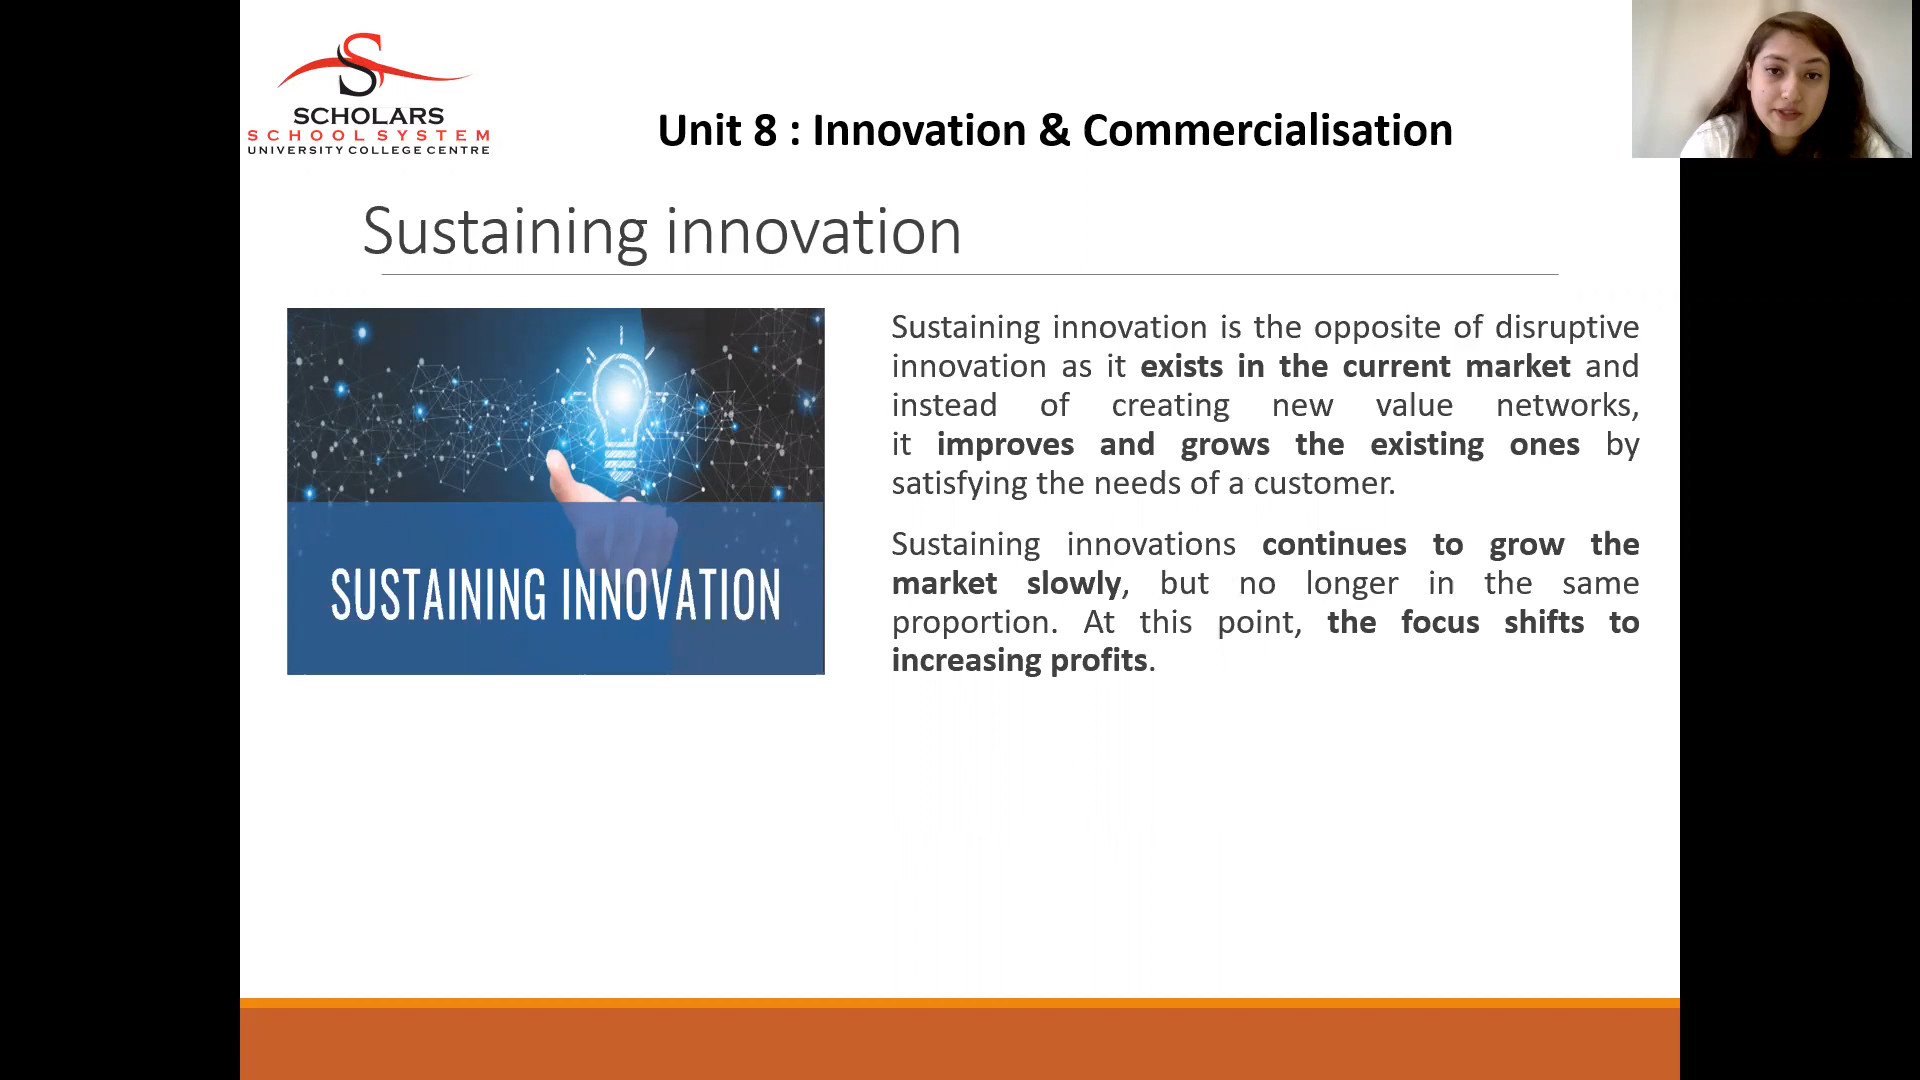 SCHOLARS
SCHOOL SYSTEM
UNIVERSITY COLLEGE CENTRE
Unit 8 : Innovation & Commercialisation
Sustaining innovation
SUSTAINING INNOVATION
Sustaining innovation is the opposite of disruptive
innovation as it exists in the current market and
instead of creating new value networks,
it improves and grows the existing ones by
satisfying the needs of a customer.
Sustaining innovations continues to grow the
market slowly, but no longer in the same
proportion. At this point, the focus shifts to
increasing profits.